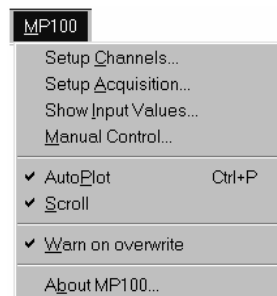 MP100
Setup Channels...
Setup Acquisition...
Show Input Values...
Manual Control...
AutoPlot Ctrl+P
Scroll
Warn on overwrite
About MP100...